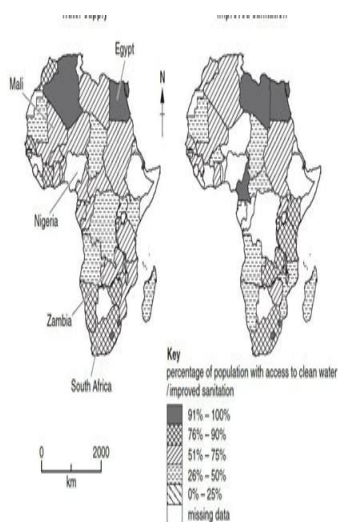 Egypt
Mali
N
Nigeria
Zambia
South Africa
0 2000
km
Key
percentage of population with access to clean water
/improved sanitation
91% – 100%
76% – 90%
51% – 75%
26% – 50%
0% – 25%
missing data